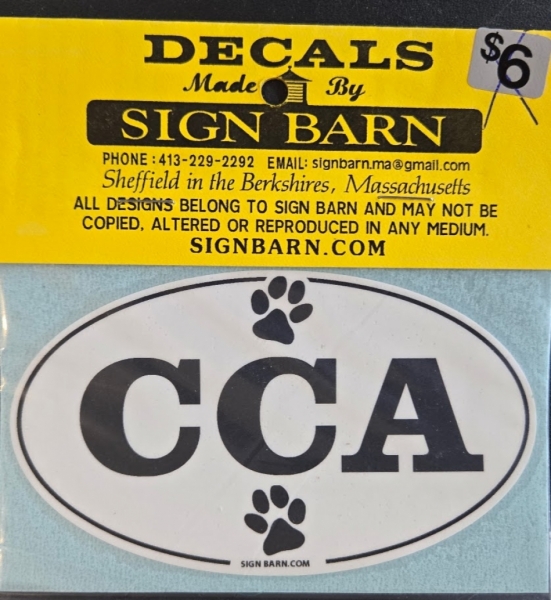 DECALS
$6
Made By
SIGN BARN
PHONE: 413-229-2292 EMAIL: signbarn.ma@gmail.com
Sheffield in the Berkshires, Massachusetts
ALL DESIGNS BELONG TO SIGN BARN AND MAY NOT BE
COPIED, ALTERED OR REPRODUCED IN ANY MEDIUM.
SIGNBARN.COM
CCA
SIGN BARN.COM